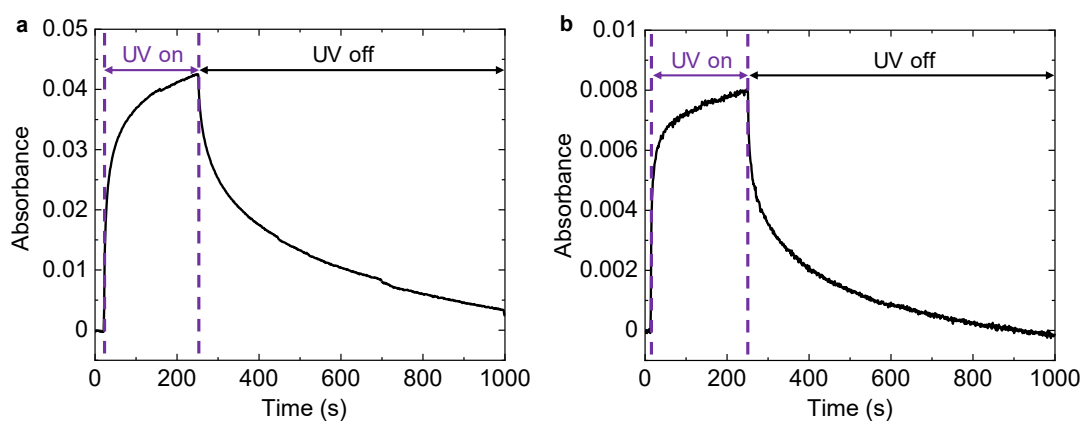 a
0.05
0.04
0.03
0.02
0.01
0
Absorbance
UV on
UV off
0 200 400 600 800 1000
Time (s)
b
0.01
0.008
0.006
0.004
0.002
0
Absorbance
UV on
UV off
0 200 400 600 800 1000
Time (s)